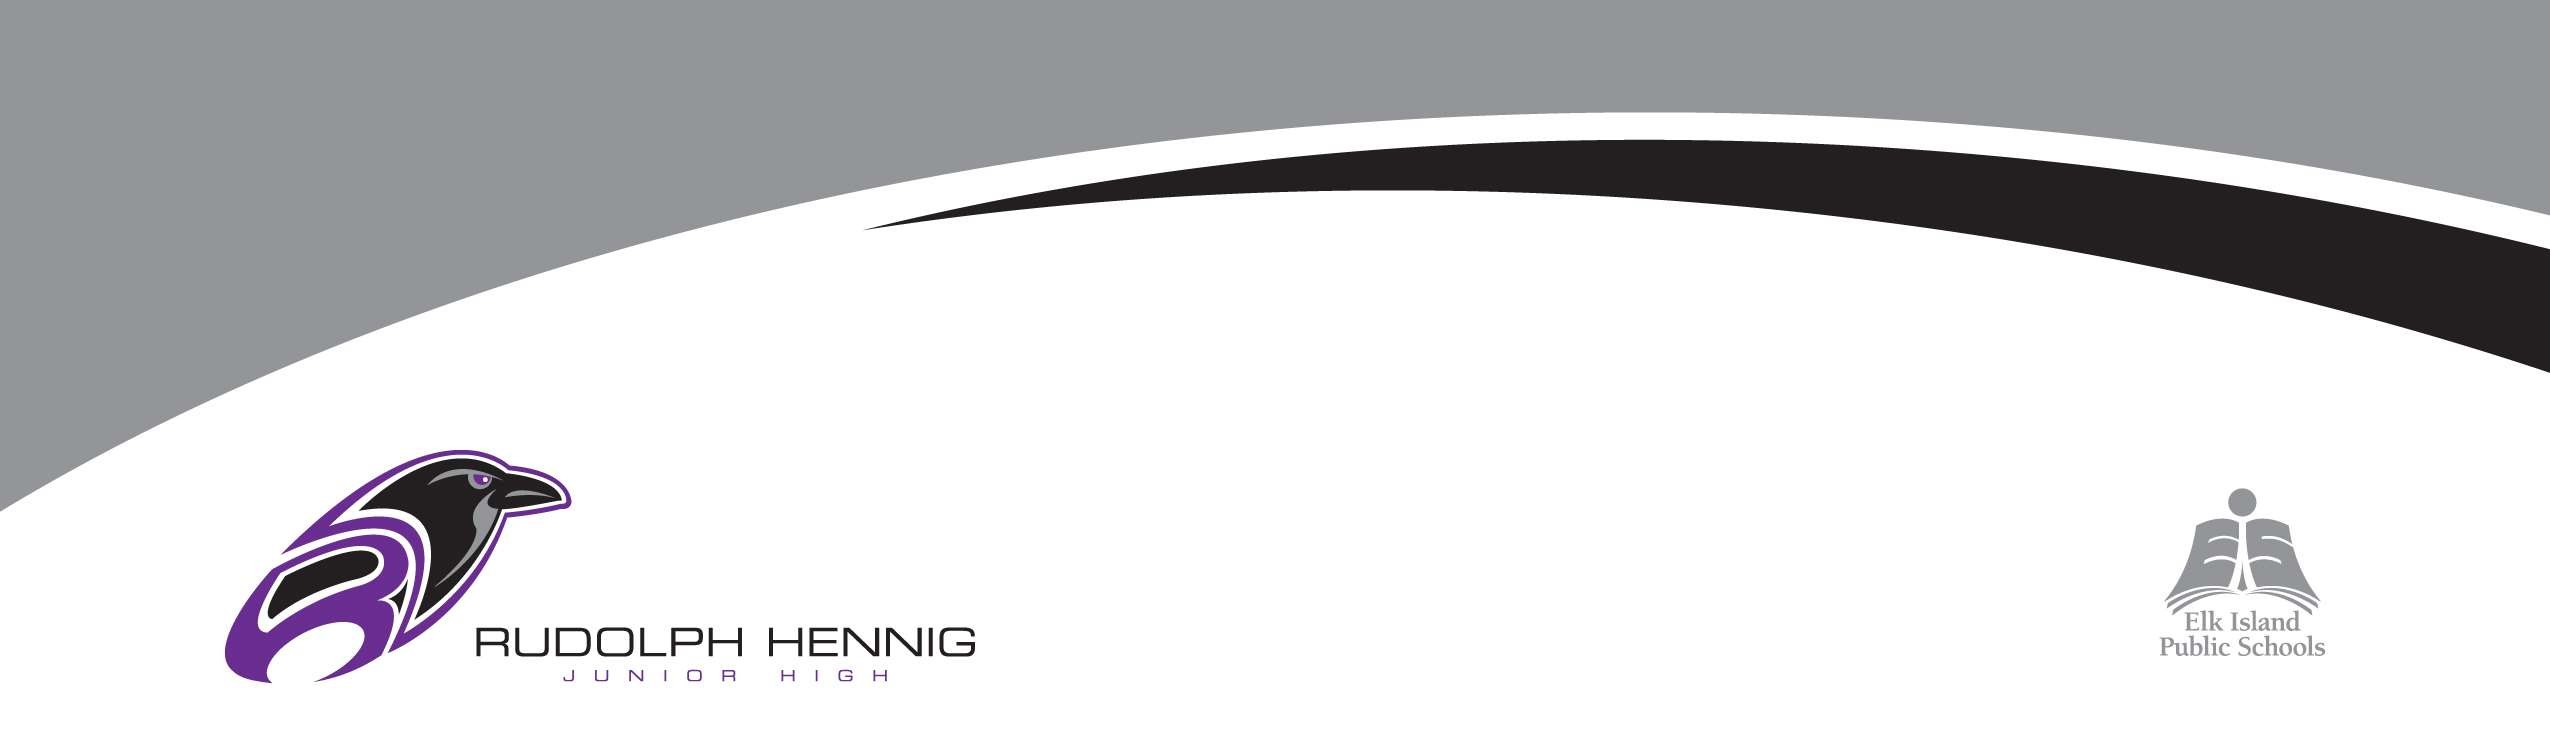 RUDOLPH HENNIG
JUNIOR HIGH
Elk Island
Public Schools